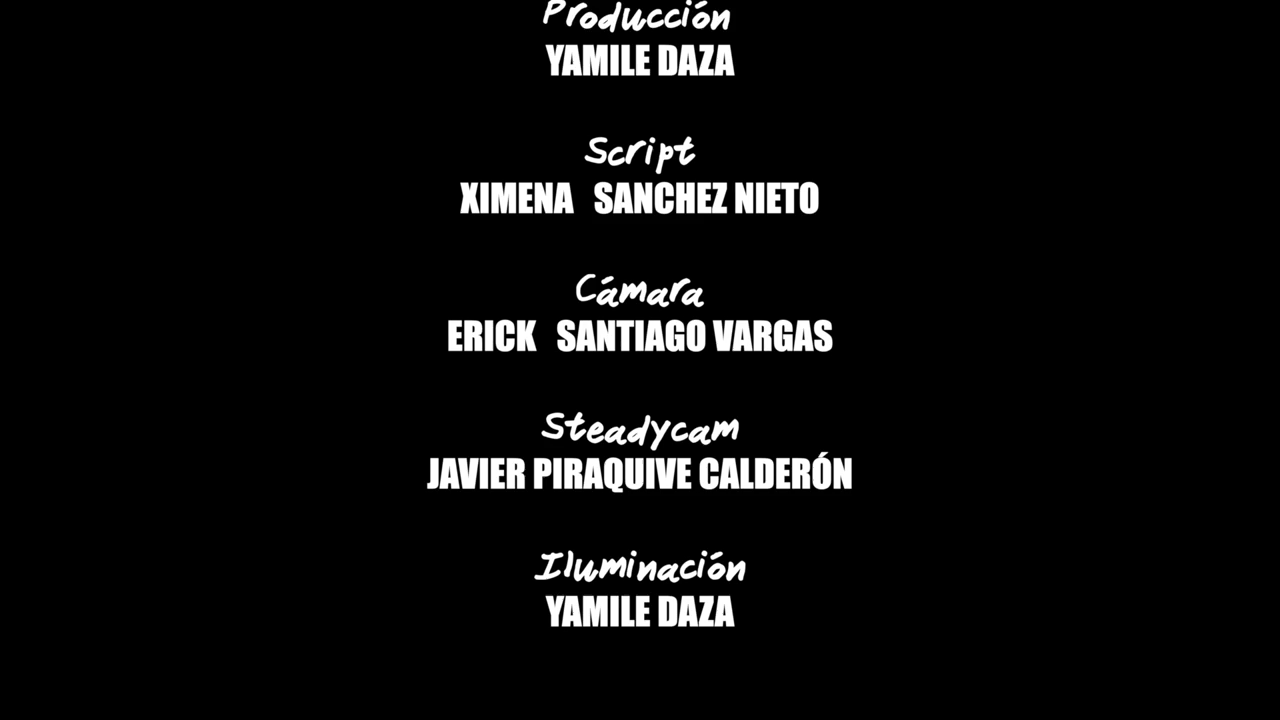 Producción
YAMILE DAZA
Script
XIMENA SANCHEZ NIETO
Cámara
ERICK SANTIAGO VARGAS
Steadycam
JAVIER PIRAQUIVE CALDERÓN
Iluminación
YAMILE DAZA